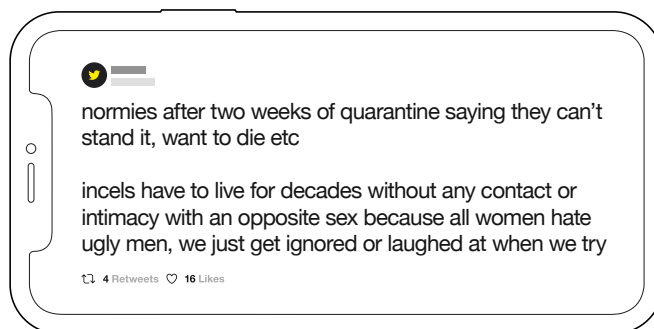 normies after two weeks of quarantine saying they can’t
stand it, want to die etc
incels have to live for decades without any contact or
intimacy with an opposite sex because all women hate
ugly men, we just get ignored or laughed at when we try
4 Retweets 16 Likes